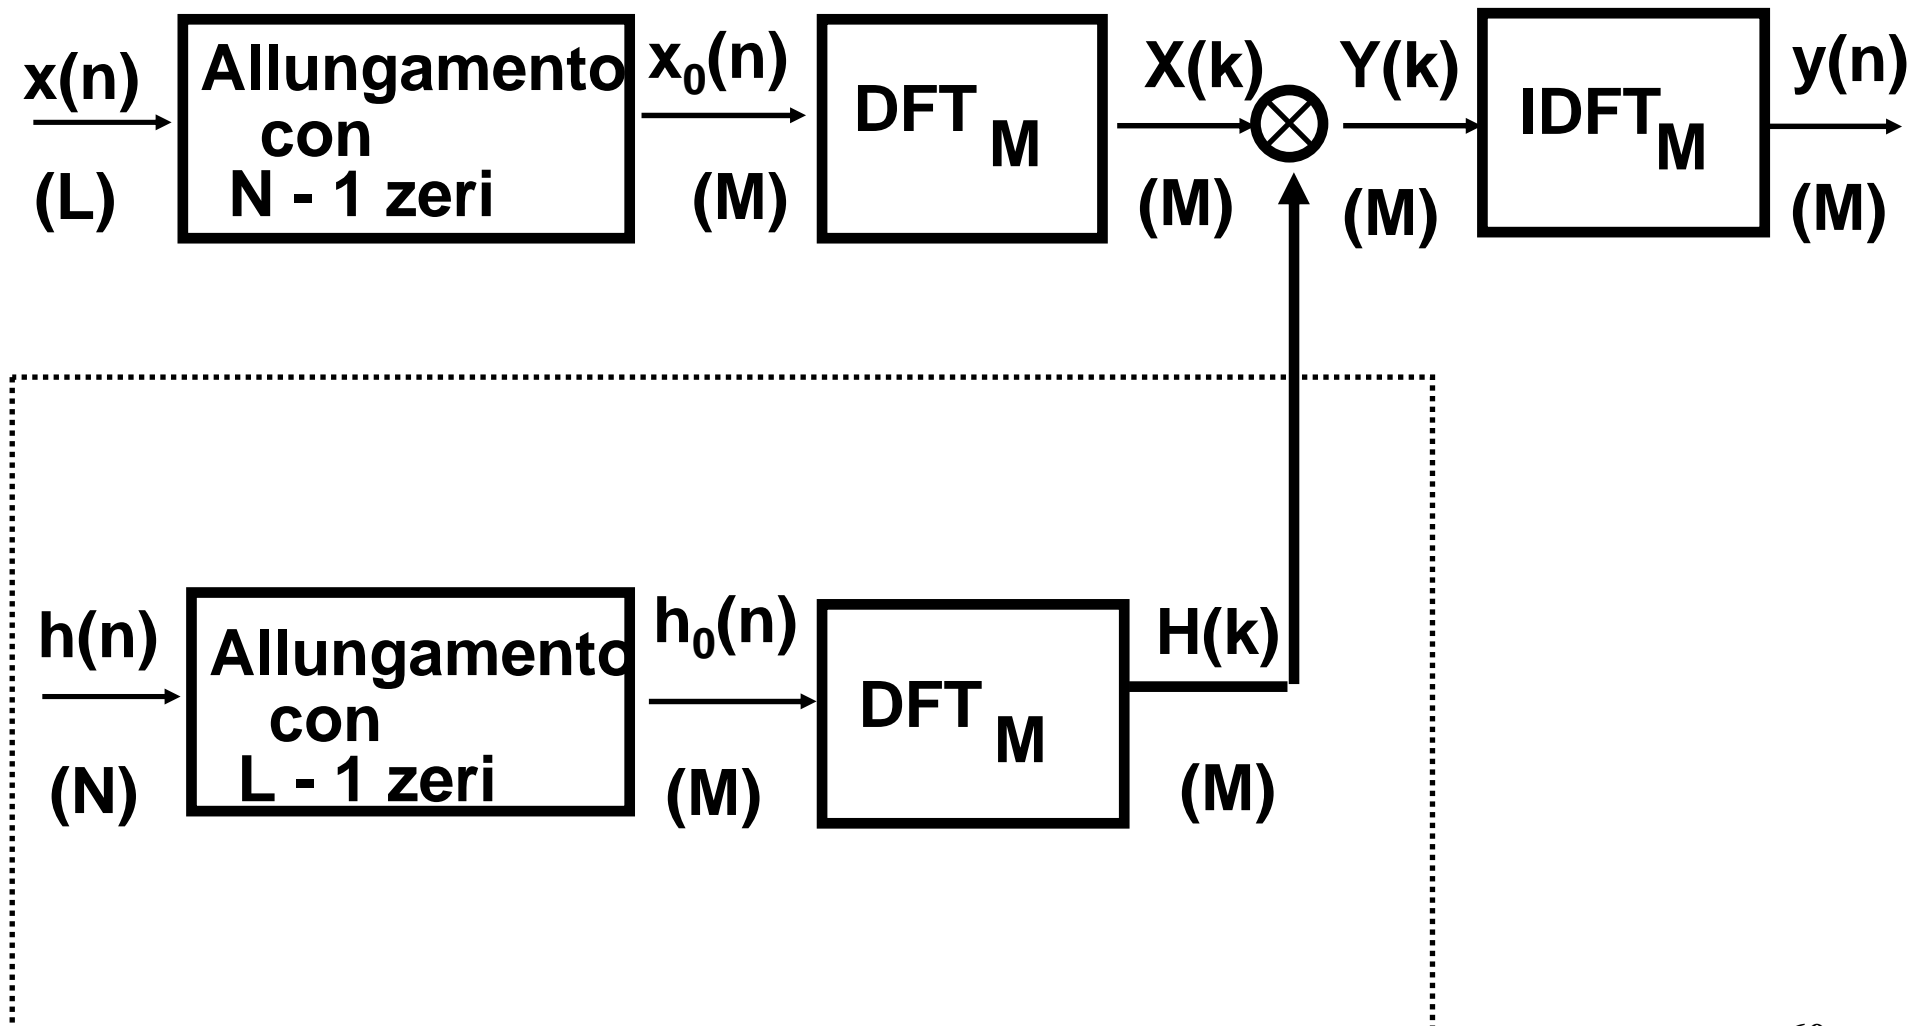 x(n)
(L)
Allungamento
con
N - 1 zeri
x₀(n)
(M)
DFT M
X(k)
(M)
Y(k)
(M)
IDFT M
y(n)
(M)
h(n)
(N)
Allungamento
con
L - 1 zeri
h₀(n)
(M)
DFT M
H(k)
(M)